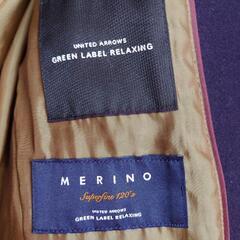 UNITED ARROWS
GREEN LABEL RELAXING
MERINO
Superfine 120's
UNITED ARROWS
GREEN LABEL RELAXING